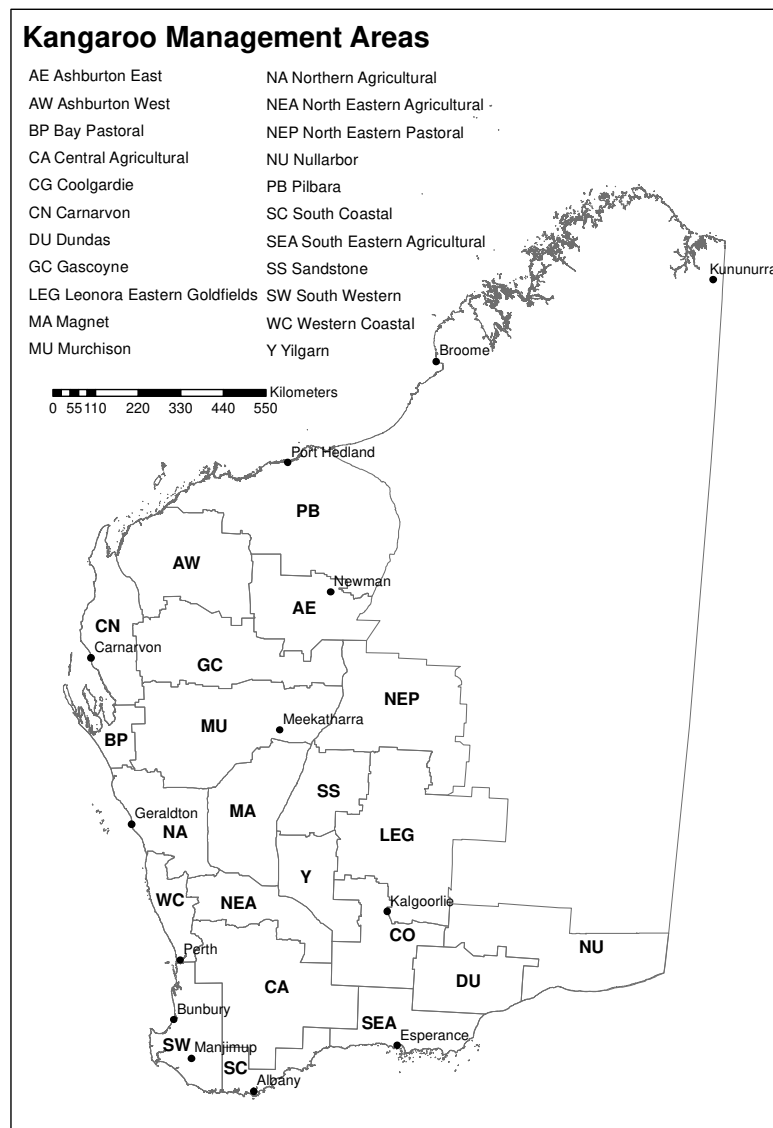 Kangaroo Management Areas
AE Ashburton East
AW Ashburton West
BP Bay Pastoral
CA Central Agricultural
CG Coolgardie
CN Carnarvon
DU Dundas
GC Gascoyne
LEG Leonora Eastern Goldfields
MA Magnet
MU Murchison
NA Northern Agricultural
NEA North Eastern Agricultural
NEP North Eastern Pastoral
NU Nullarbor
PB Pilbara
SC South Coastal
SEA South Eastern Agricultural
SS Sandstone
SW South Western
WC Western Coastal
Y Yilgarn
Kilometers
0 55 110 220 330 440 550
Kununurra
Broome
Port Hedland
PB
AW
Newman
AE
CN
Carnarvon
GC
NEP
MU
Meekatharra
BP
SS
MA
Geraldton
NA
LEG
Y
WC
NEA
Kalgoorlie
CO
NU
Perth
DU
CA
Bunbury
SEA
Esperance
SW
Manjimup
SC
Albany